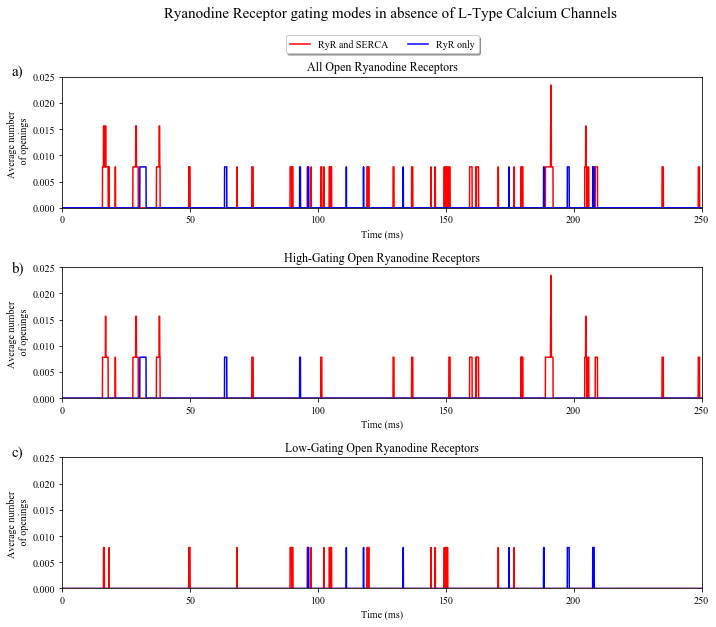 Ryanodine Receptor gating modes in absence of L-Type Calcium Channels
RyR and SERCA RyR only
a)
All Open Ryanodine Receptors
Average number
of openings
0.025
0.020
0.015
0.010
0.005
0.000
0 50 100 150 200 250
Time (ms)
b)
High-Gating Open Ryanodine Receptors
Average number
of openings
0.025
0.020
0.015
0.010
0.005
0.000
0 50 100 150 200 250
Time (ms)
c)
Low-Gating Open Ryanodine Receptors
Average number
of openings
0.025
0.020
0.015
0.010
0.005
0.000
0 50 100 150 200 250
Time (ms)